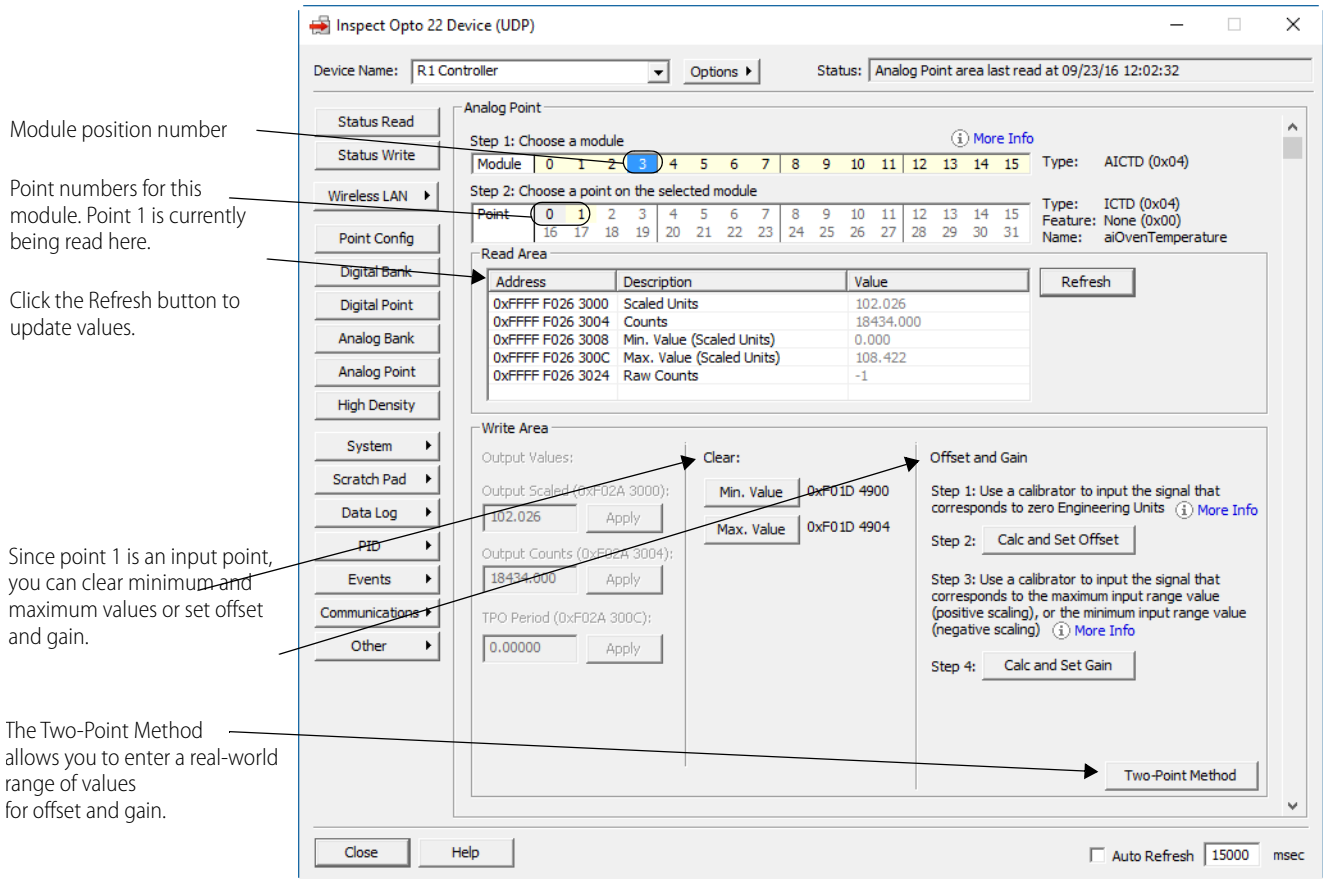 Inspect Opto 22 Device (UDP)
Device Name: R1 Controller Options Status: Analog Point area last read at 09/23/16 12:02:32
Module position number
Point numbers for this
module. Point 1 is currently
being read here.
Click the Refresh button to
update values.
Since point 1 is an input point,
you can clear minimum and
maximum values or set offset
and gain.
The Two-Point Method
allows you to enter a real-world
range of values
for offset and gain.
Status Read
Status Write
Wireless LAN
Point Config
Digital Bank
Digital Point
Analog Bank
Analog Point
High Density
System
Scratch Pad
Data Log
PID
Events
Communications
Other
Analog Point
Step 1: Choose a module More Info
Module 0 1 2 3 4 5 6 7 8 9 10 11 12 13 14 15 Type: AICTD (0x04)
Step 2: Choose a point on the selected module
Point 0 1 2 3 4 5 6 7 8 9 10 11 12 13 14 15
16 17 18 19 20 21 22 23 24 25 26 27 28 29 30 31
Type: ICTD (0x04)
Feature: None (0x00)
Name: aiOvenTemperature
Read Area
Address Description Value
0xFFFF F026 3000 Scaled Units 102.026
0xFFFF F026 3004 Counts 18434.000
0xFFFF F026 3008 Min. Value (Scaled Units) 0.000
0xFFFF F026 300C Max. Value (Scaled Units) 108.422
0xFFFF F026 3024 Raw Counts -1
Refresh
Write Area
Output Values:
Output Scaled (0xF02A 3000):
102.026 Apply
Output Counts (0xF02A 3004):
18434.000 Apply
TPO Period (0xF02A 300C):
0.00000 Apply
Clear:
Min. Value 0xF01D 4900
Max. Value 0xF01D 4904
Offset and Gain
Step 1: Use a calibrator to input the signal that
corresponds to zero Engineering Units More Info
Step 2: Calc and Set Offset
Step 3: Use a calibrator to input the signal that
corresponds to the maximum input range value
(positive scaling), or the minimum input range value
(negative scaling) More Info
Step 4: Calc and Set Gain
Two-Point Method
Close Help Auto Refresh 15000 msec